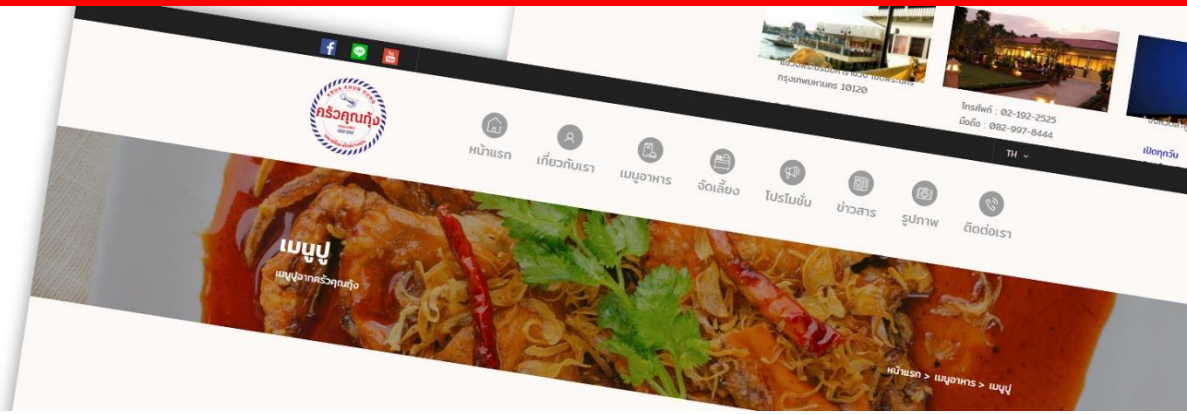 กรุงเทพมหานคร 10120
โทรศัพท์ : 02-192-2525
มือถือ : 082-997-8444
เปิดทุกวัน
TH
KRUA KHUN KUNG
ครัวคุณกุ้ง
หน้าแรก
เกี่ยวกับเรา
เมนูอาหาร
จัดเลี้ยง
โปรโมชั่น
ข่าวสาร
รูปภาพ
ติดต่อเรา
เมนูปู
เมนูปูจากครัวคุณกุ้ง
หน้าแรก > เมนูอาหาร > เมนูปู